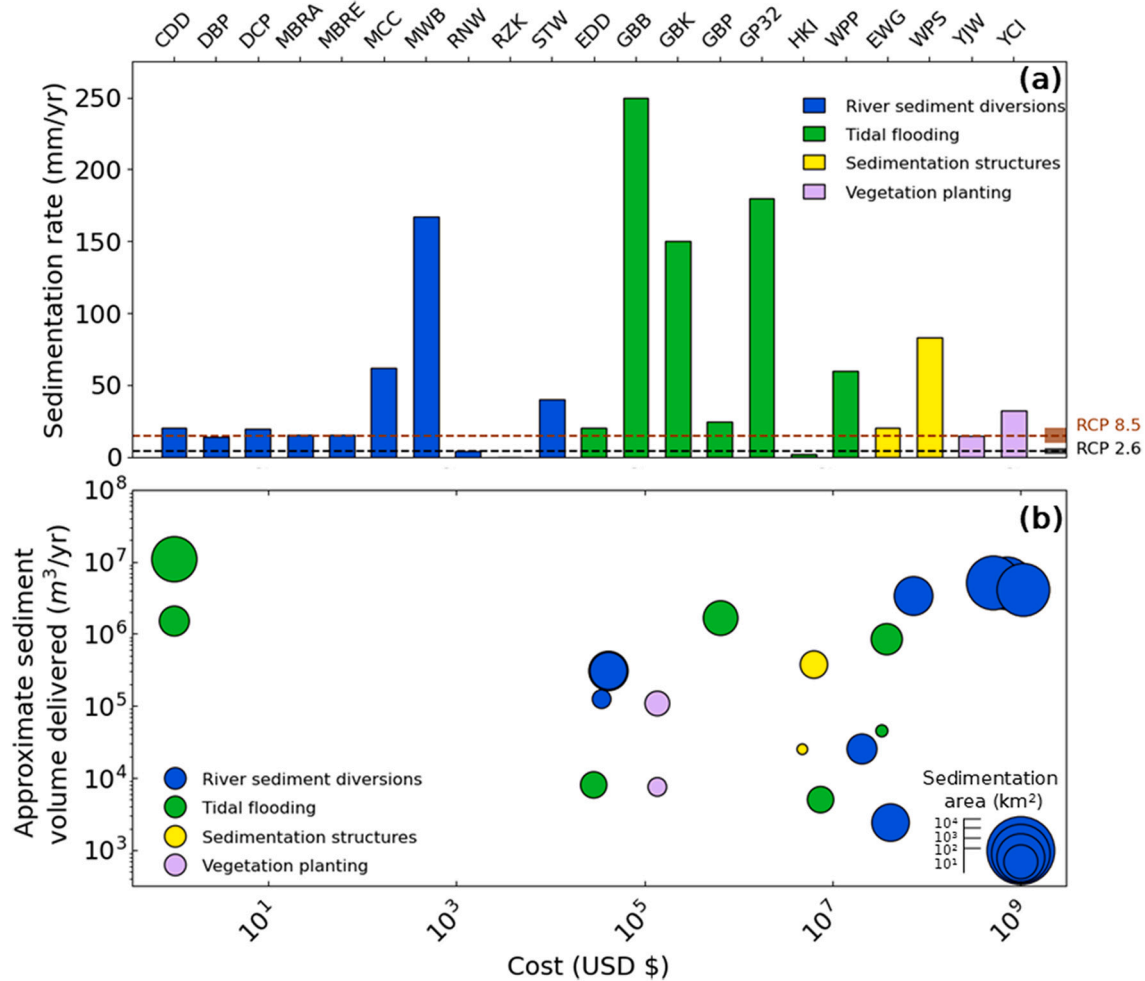 CDD DBP DCP MBRA MBRE MCC MWB RNW RZK STW EDD GBB GBK GBP GP32 HKI WPP EWG WPS YJW YCI
(a)
Sedimentation rate (mm/yr)
250
200
150
100
50
0
River sediment diversions
Tidal flooding
Sedimentation structures
Vegetation planting
RCP 8.5
RCP 2.6
(b)
Approximate sediment
volume delivered (m³/yr)
10⁸
10⁷
10⁶
10⁵
10⁴
10³
River sediment diversions
Tidal flooding
Sedimentation structures
Vegetation planting
Sedimentation
area (km²)
10⁴
10³
10²
10¹
10¹ 10³ 10⁵ 10⁷ 10⁹
Cost (USD $)